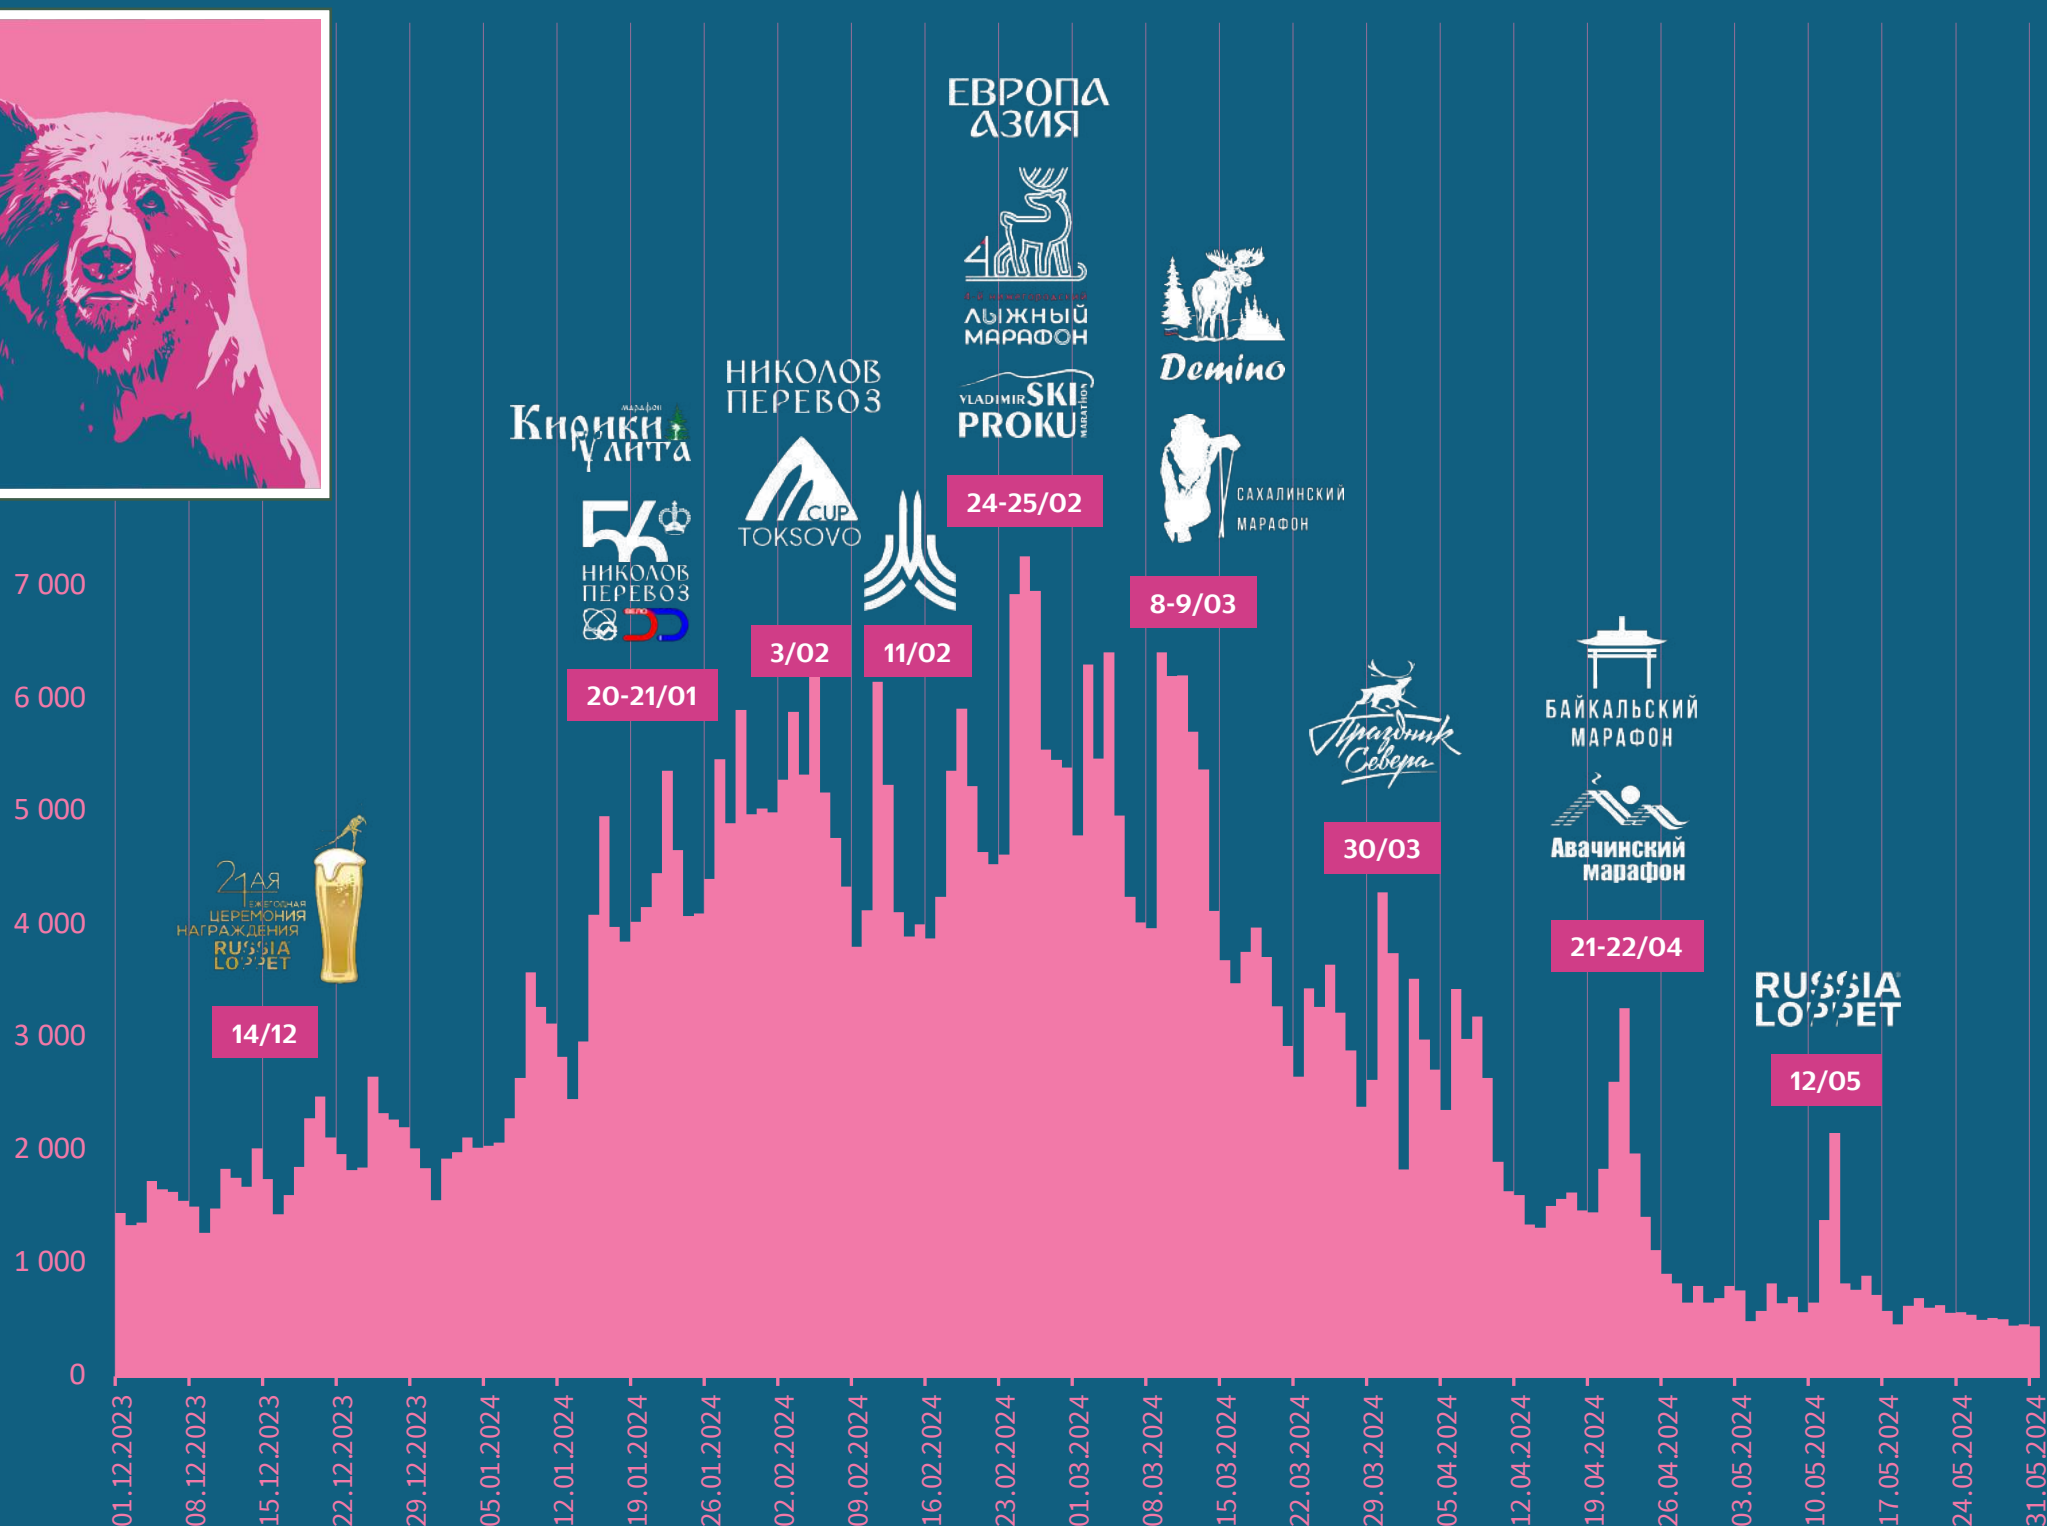 ЕВРОПА
АЗИЯ
4
ЛЫЖНЫЙ
МАРАФОН
VLADIMIR SKI
PROKU MARATHON
24-25/02
Demino
САХАЛИНСКИЙ
МАРАФОН
8-9/03
марафон
Кирики
Улита
56
НИКОЛОВ
ПЕРЕВОЗ
20-21/01
НИКОЛОВ
ПЕРЕВОЗ
CUP
TOKSOVO
3/02
11/02
Праздник
Севера
30/03
БАЙКАЛЬСКИЙ
МАРАФОН
Авачинский
марафон
21-22/04
21АЯ
ЕЖЕГОДНАЯ
ЦЕРЕМОНИЯ
НАГРАЖДЕНИЯ
RUSSIA
LOPPET
14/12
RUSSIA
LOPPET
12/05
7 000
6 000
5 000
4 000
3 000
2 000
1 000
0
01.12.2023
08.12.2023
15.12.2023
22.12.2023
29.12.2023
05.01.2024
12.01.2024
19.01.2024
26.01.2024
02.02.2024
09.02.2024
16.02.2024
23.02.2024
01.03.2024
08.03.2024
15.03.2024
22.03.2024
29.03.2024
05.04.2024
12.04.2024
19.04.2024
26.04.2024
03.05.2024
10.05.2024
17.05.2024
24.05.2024
31.05.2024